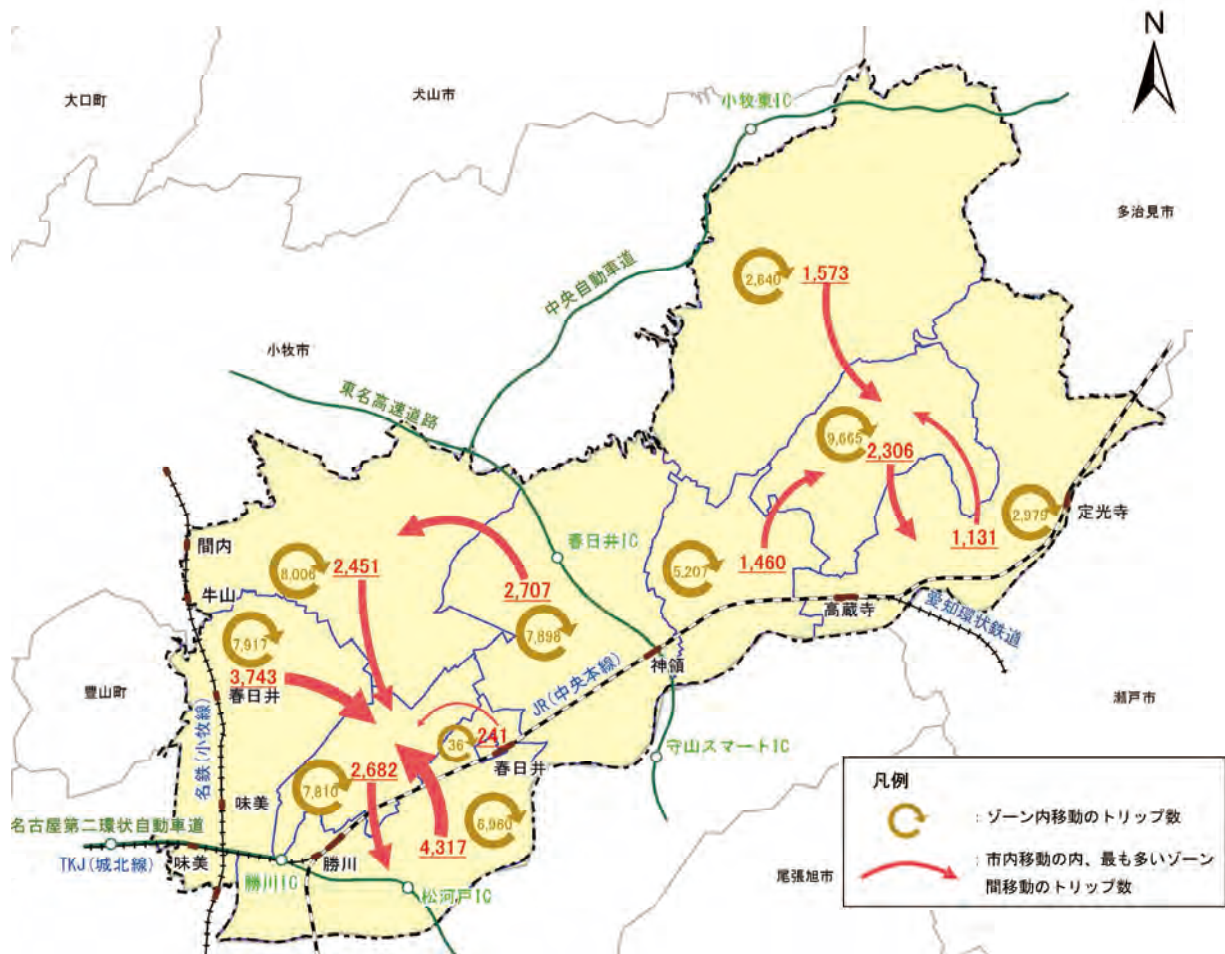 N
大口町
犬山市
小牧東IC
多治見市
2,640
1,573
中央自動車道
小牧市
東名高速道路
9,665
2,306
2,979
定光寺
1,131
間内
春日井IC
5,207
1,460
8,006
2,451
牛山
2,707
高蔵寺
愛知環状鉄道
7,917
7,898
3,743
春日井
神領
JR(中央本線)
豊山町
瀬戸市
名鉄(小牧線)
36
241
春日井
守山スマートIC
7,810
2,682
味美
6,960
4,317
名古屋第二環状自動車道
TKJ(城北線)
味美
勝川
勝川IC
松河戸IC
尾張旭市
凡例
：ゾーン内移動のトリップ数
：市内移動の内、最も多いゾーン
間移動のトリップ数